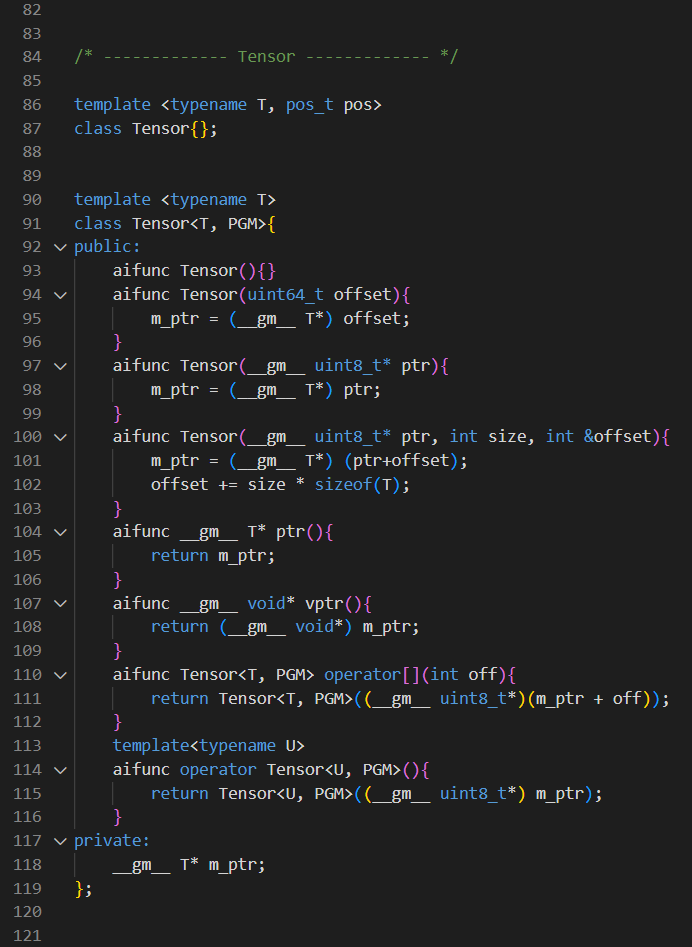 82
83
84 /* ------------- Tensor ------------- */
85
86 template <typename T, pos_t pos>
87 class Tensor{};
88
89
90 template <typename T>
91 class Tensor<T, PGM>{
92 public:
93     aifunc Tensor(){}
94     aifunc Tensor(uint64_t offset){
95         m_ptr = (__gm__ T*) offset;
96     }
97     aifunc Tensor(__gm__ uint8_t* ptr){
98         m_ptr = (__gm__ T*) ptr;
99     }
100     aifunc Tensor(__gm__ uint8_t* ptr, int size, int &offset){
101         m_ptr = (__gm__ T*) (ptr+offset);
102         offset += size * sizeof(T);
103     }
104     aifunc __gm__ T* ptr(){
105         return m_ptr;
106     }
107     aifunc __gm__ void* vptr(){
108         return (__gm__ void*) m_ptr;
109     }
110     aifunc Tensor<T, PGM> operator[](int off){
111         return Tensor<T, PGM>((__gm__ uint8_t*)(m_ptr + off));
112     }
113     template<typename U>
114     aifunc operator Tensor<U, PGM>(){
115         return Tensor<U, PGM>((__gm__ uint8_t*) m_ptr);
116     }
117 private:
118     __gm__ T* m_ptr;
119 };
120
121